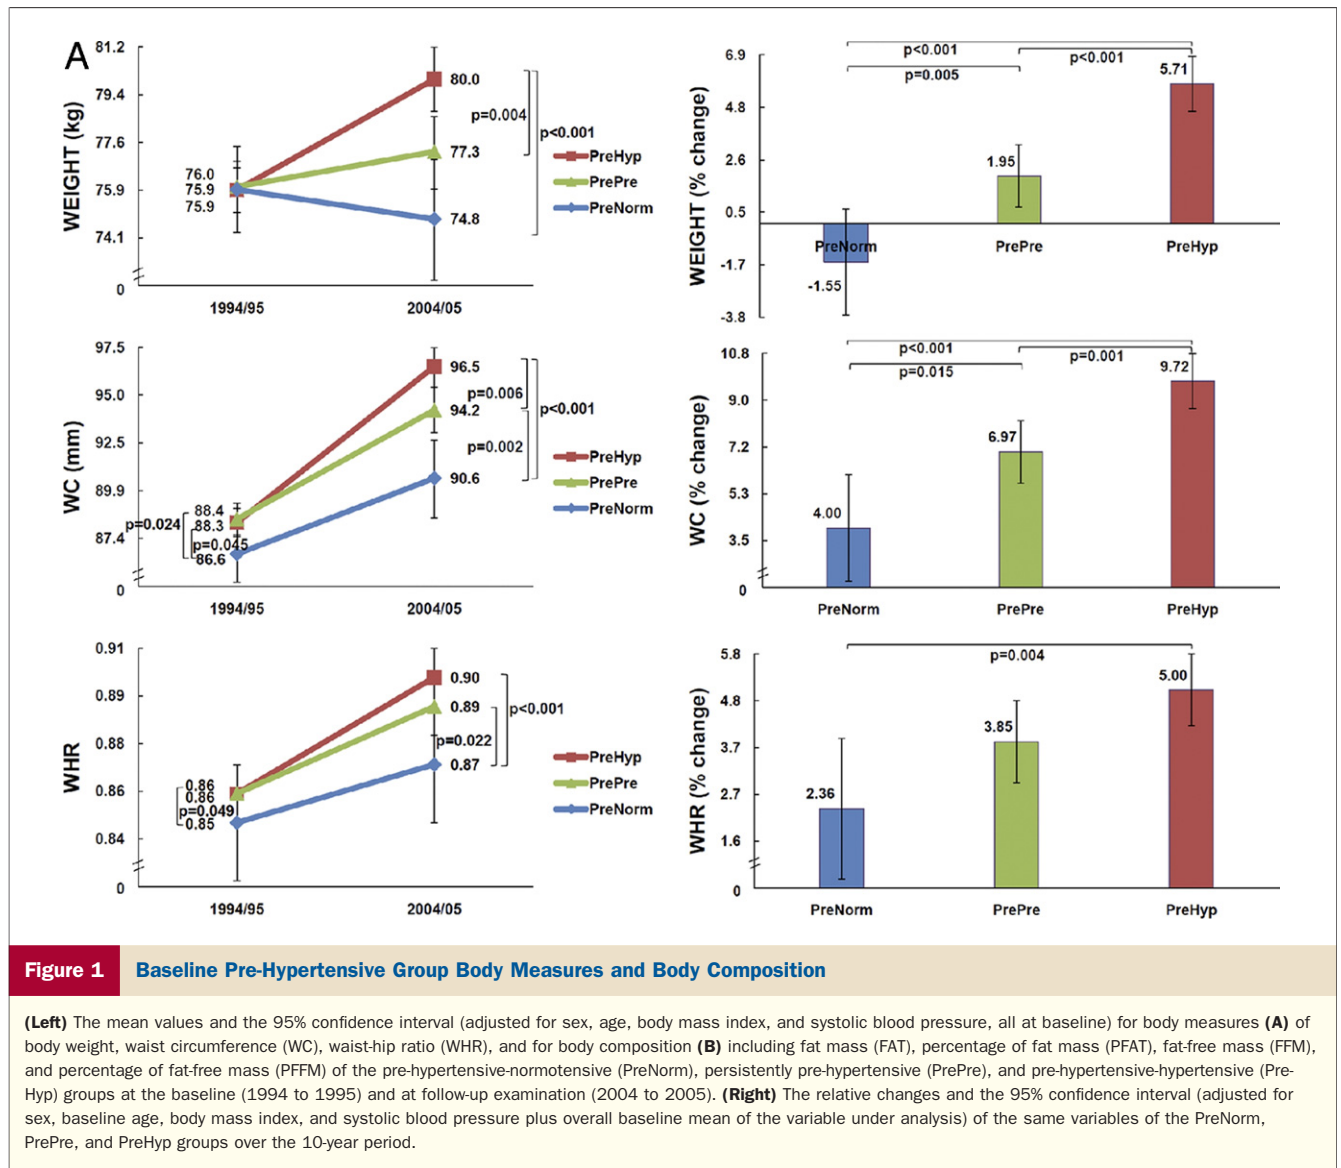 A
WEIGHT (kg)
81.2
79.4
77.6
75.9
74.1
0
76.0
75.9
75.9
80.0
77.3
74.8
p=0.004
p<0.001
PreHyp
PrePre
PreNorm
1994/95
2004/05
WEIGHT (% change)
6.9
4.8
2.6
0.5
-1.7
-3.8
p<0.001
p<0.001
p=0.005
5.71
1.95
-1.55
PreNorm
PrePre
PreHyp
WC (mm)
97.5
95.0
92.5
89.9
87.4
0
88.4
88.3
86.6
p=0.024
p=0.045
96.5
94.2
90.6
p=0.006
p=0.002
p<0.001
PreHyp
PrePre
PreNorm
1994/95
2004/05
WC (% change)
10.8
9.0
7.2
5.3
3.5
0
p<0.001
p=0.001
p=0.015
9.72
6.97
4.00
PreNorm
PrePre
PreHyp
WHR
0.91
0.89
0.88
0.86
0.84
0
0.86
0.86
p=0.049
0.85
0.90
0.89
0.87
p<0.001
p=0.022
PreHyp
PrePre
PreNorm
1994/95
2004/05
WHR (% change)
5.8
4.8
3.7
2.7
1.6
0
p=0.004
5.00
3.85
2.36
PreNorm
PrePre
PreHyp
Figure 1 Baseline Pre-Hypertensive Group Body Measures and Body Composition
(Left) The mean values and the 95% confidence interval (adjusted for sex, age, body mass index, and systolic blood pressure, all at baseline) for body measures (A) of
body weight, waist circumference (WC), waist-hip ratio (WHR), and for body composition (B) including fat mass (FAT), percentage of fat mass (PFAT), fat-free mass (FFM),
and percentage of fat-free mass (PFFM) of the pre-hypertensive-normotensive (PreNorm), persistently pre-hypertensive (PrePre), and pre-hypertensive-hypertensive (Pre-
Hyp) groups at the baseline (1994 to 1995) and at follow-up examination (2004 to 2005). (Right) The relative changes and the 95% confidence interval (adjusted for
sex, baseline age, body mass index, and systolic blood pressure plus overall baseline mean of the variable under analysis) of the same variables of the PreNorm,
PrePre, and PreHyp groups over the 10-year period.